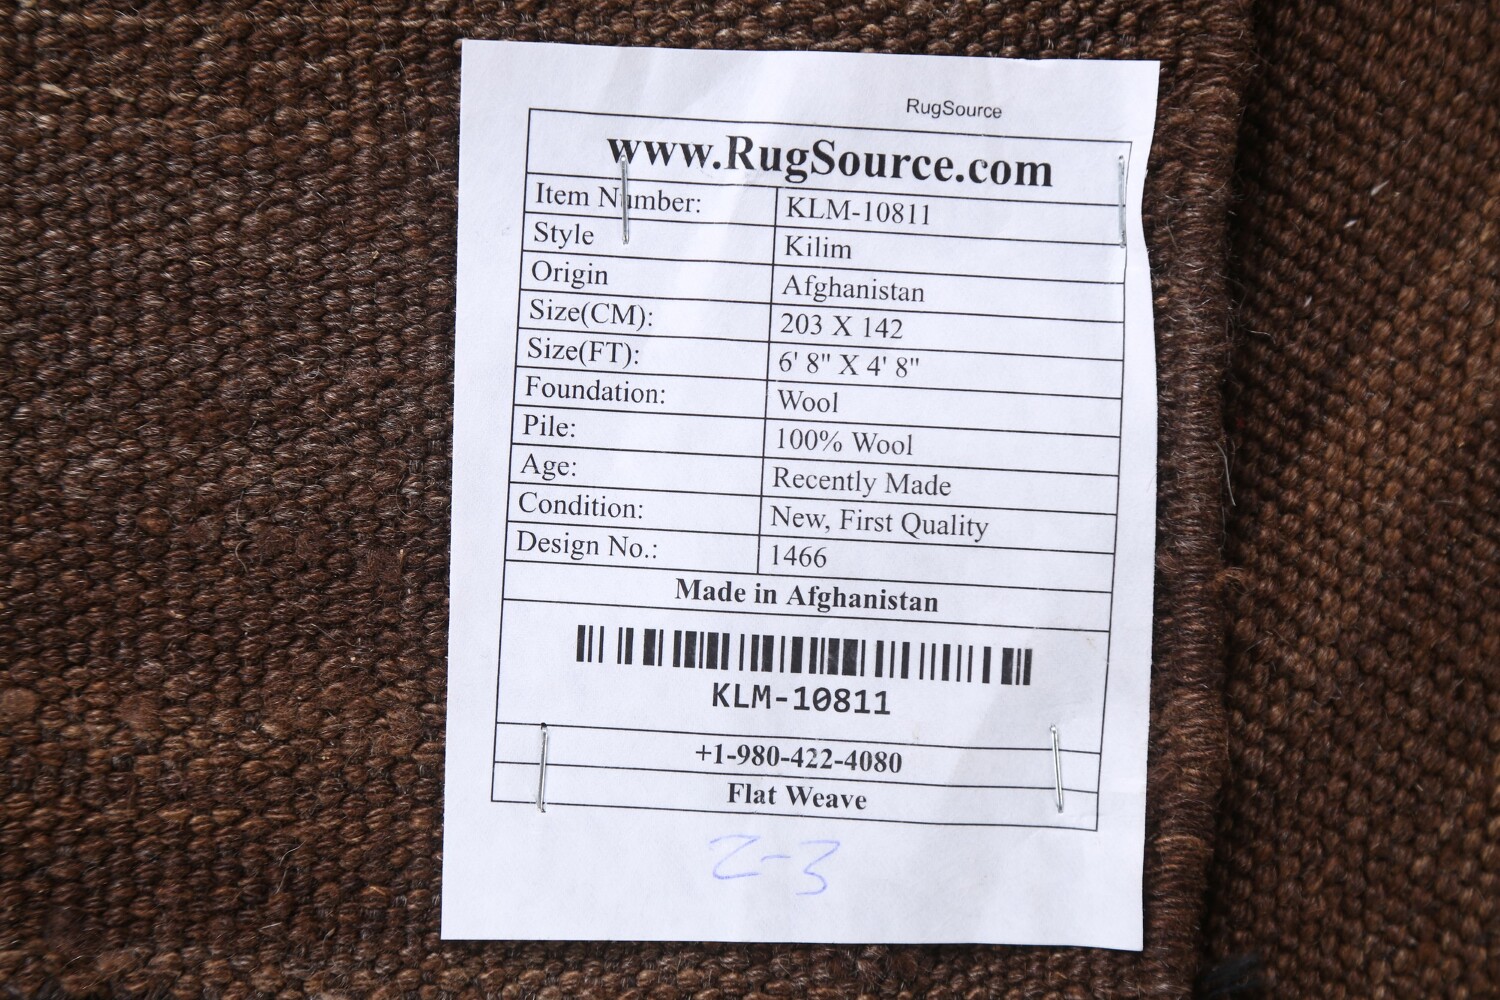 RugSource
www.RugSource.com
Item Number: KLM-10811
Style Kilim
Origin Afghanistan
Size(CM): 203 X 142
Size(FT): 6' 8" X 4' 8"
Foundation: Wool
Pile: 100% Wool
Age: Recently Made
Condition: New, First Quality
Design No.: 1466
Made in Afghanistan
KLM-10811
+1-980-422-4080
Flat Weave
2-3